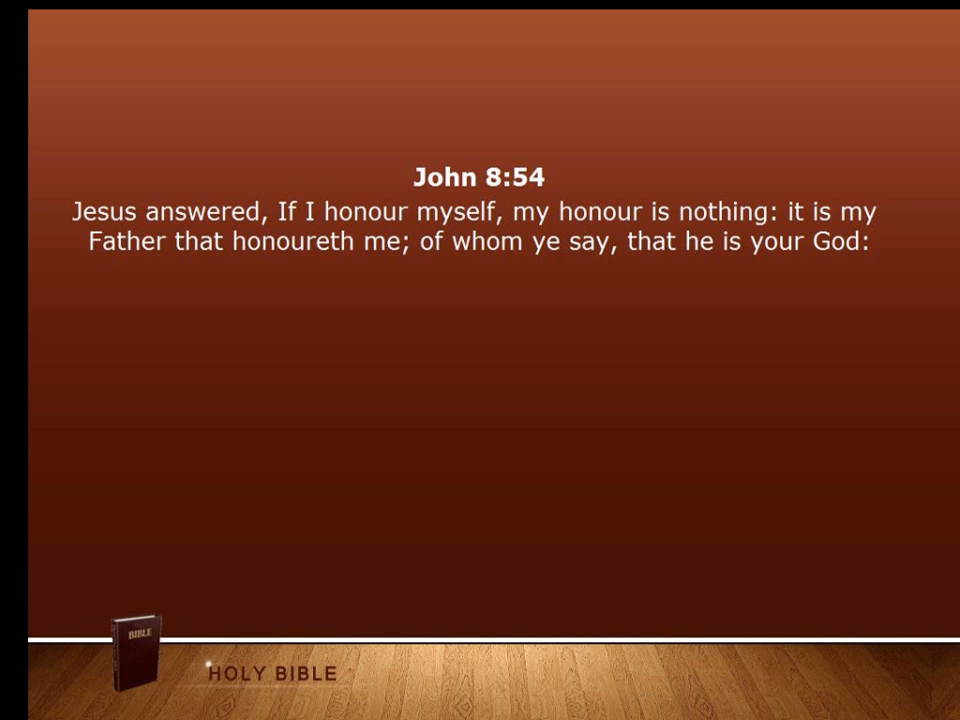 John 8:54
Jesus answered, If I honour myself, my honour is nothing: it is my
Father that honoureth me; of whom ye say, that he is your God:
BIBLE
HOLY BIBLE